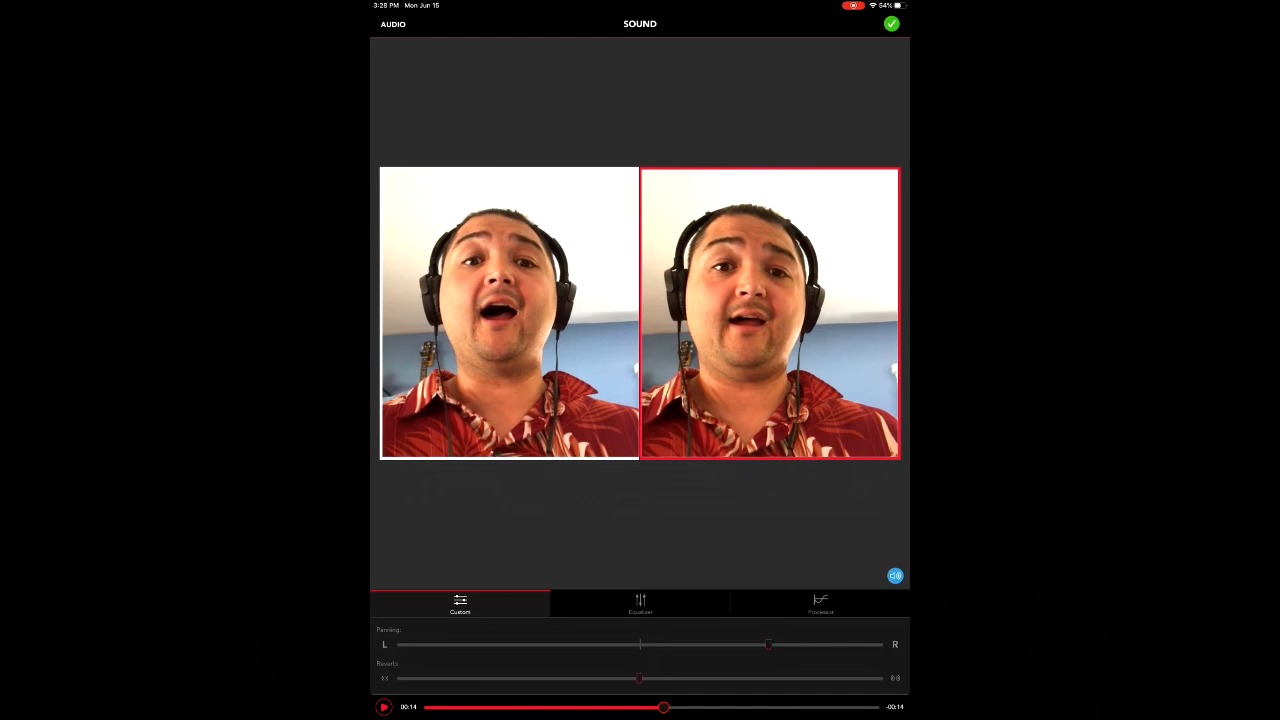 3:28 PM Mon Jun 15
54%
AUDIO
SOUND
Custom
Equalizer
Processor
Panning:
L
R
Reverb:
00:14
-00:14